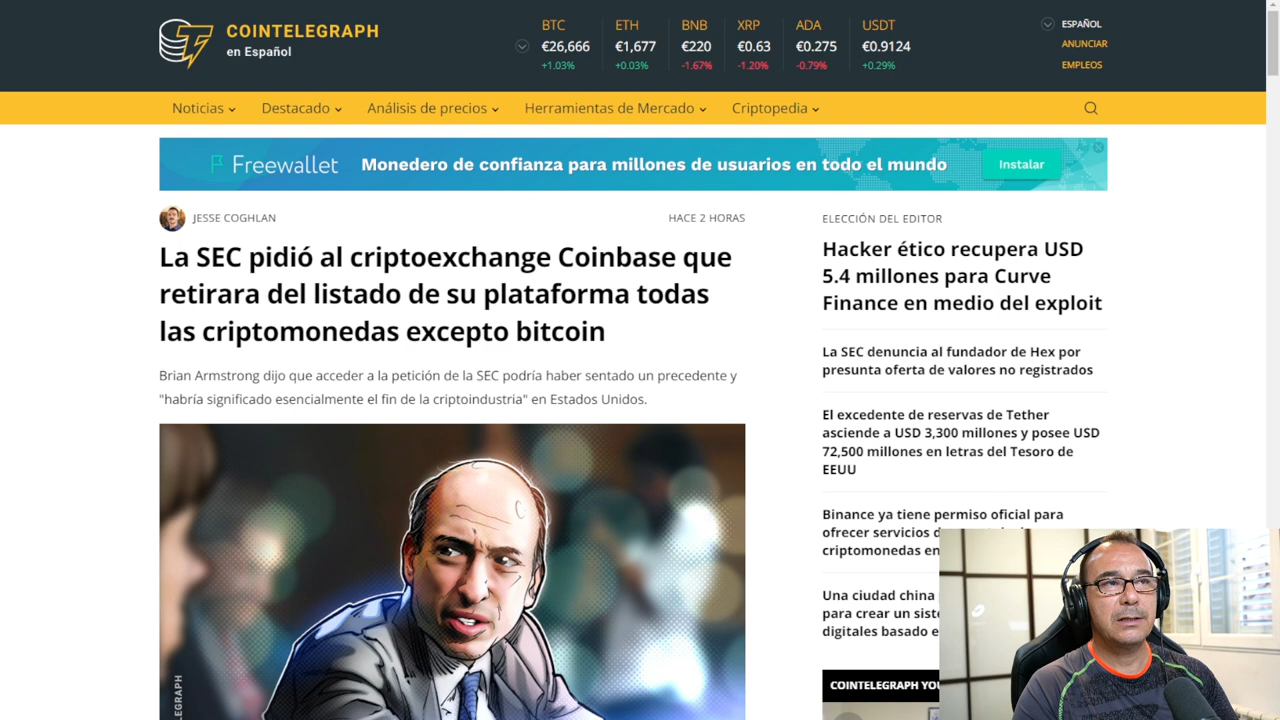 COINTELEGRAPH
en Español
BTC ETH BNB XRP ADA USDT
€26,666 €1,677 €220 €0.63 €0.275 €0.9124
+1.03% +0.03% -1.67% -1.20% -0.79% +0.29%
ESPAÑOL
ANUNCIAR
EMPLEOS
Noticias Destacado Análisis de precios Herramientas de Mercado Criptopedia
Freewallet Monedero de confianza para millones de usuarios en todo el mundo Instalar
JESSE COGHLAN HACE 2 HORAS
La SEC pidió al criptoexchange Coinbase que
retirara del listado de su plataforma todas
las criptomonedas excepto bitcoin
Brian Armstrong dijo que acceder a la petición de la SEC podría haber sentado un precedente y
"habría significado esencialmente el fin de la criptoindustria" en Estados Unidos.
ELECCIÓN DEL EDITOR
Hacker ético recupera USD
5.4 millones para Curve
Finance en medio del exploit
La SEC denuncia al fundador de Hex por
presunta oferta de valores no registrados
El excedente de reservas de Tether
asciende a USD 3,300 millones y posee USD
72,500 millones en letras del Tesoro de
EEUU
Binance ya tiene permiso oficial para
ofrecer servicios
criptomonedas en
Una ciudad china
para crear un
digitales basado
COINTELEGRAPH